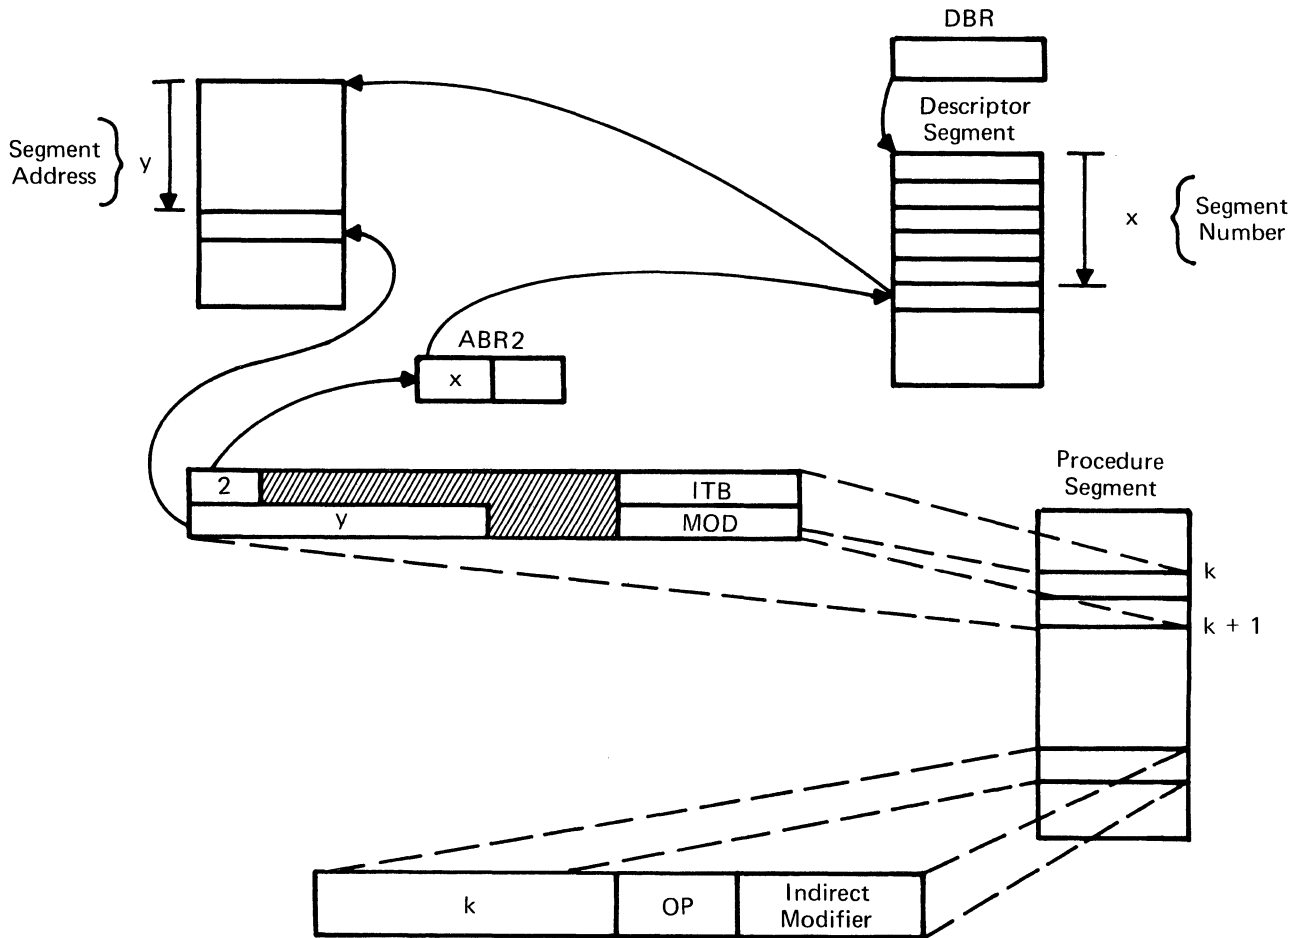 DBR
Descriptor
Segment
Segment
Address
y
x
Segment
Number
ABR2
x
2
ITB
y
MOD
Procedure
Segment
k
k + 1
k
OP
Indirect
Modifier